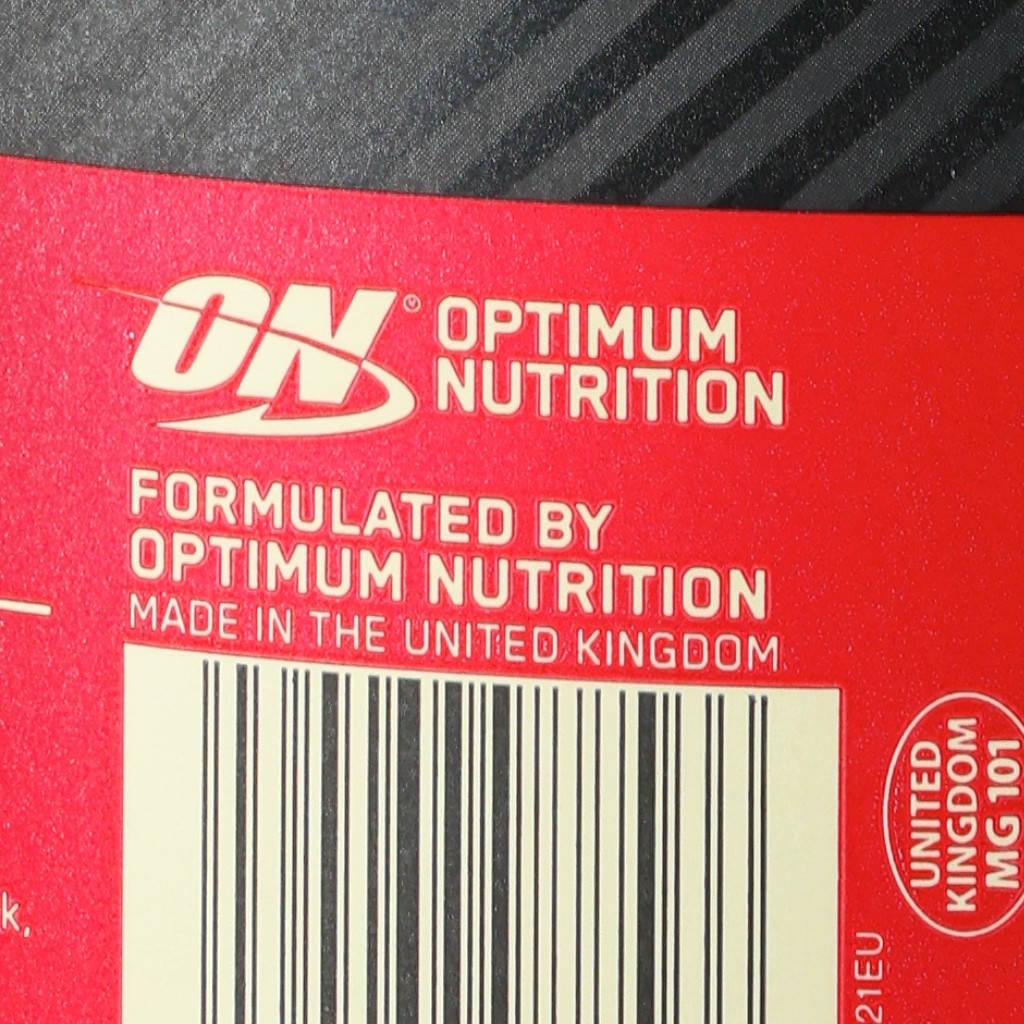 ON® OPTIMUM
NUTRITION
FORMULATED BY
OPTIMUM NUTRITION
MADE IN THE UNITED KINGDOM
UNITED
KINGDOM
MG 101
k,
21EU